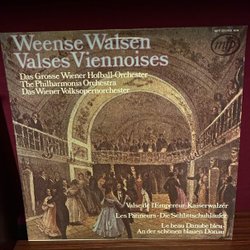 Weense Walsen
Valses Viennoises
mfp
Das Grosse Wiener Hofball-Orchester
The Philharmonia Orchestra
Das Wiener Volksopernorchester
Valse de l'Empereur-Kaiserwalzer
Les Patineurs-Die Schlittschuhläufer
Le beau Danube bleu-
An der schönen blauen Donau